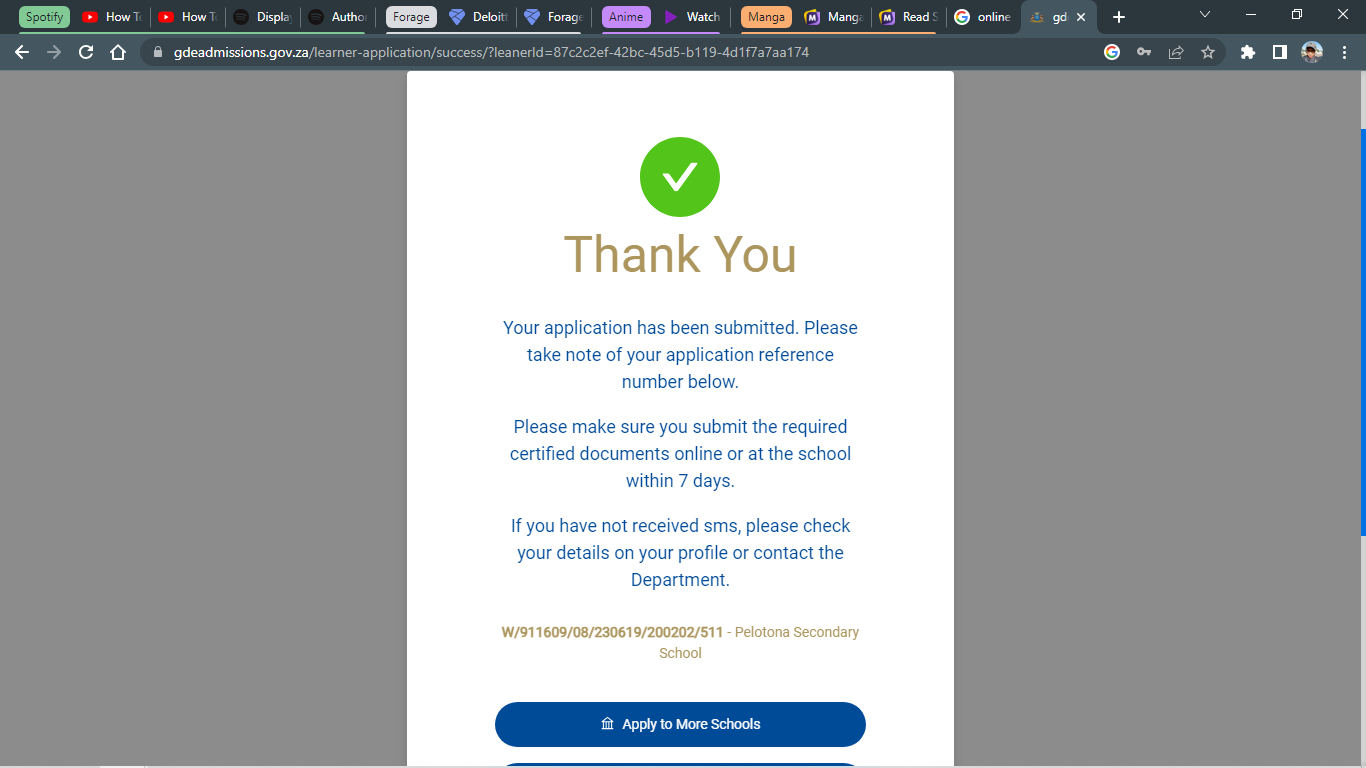 Spotify How To How To Display Author Forage Deloitt Forage Anime Watch Manga Manga Read S online gde
gdeadmissions.gov.za/learner-application/success/?leanerId=87c2c2ef-42bc-45d5-b119-4d1f7a7aa174
Thank You
Your application has been submitted. Please
take note of your application reference
number below.
Please make sure you submit the required
certified documents online or at the school
within 7 days.
If you have not received sms, please check
your details on your profile or contact the
Department.
W/911609/08/230619/200202/511 - Pelotona Secondary
School
Apply to More Schools